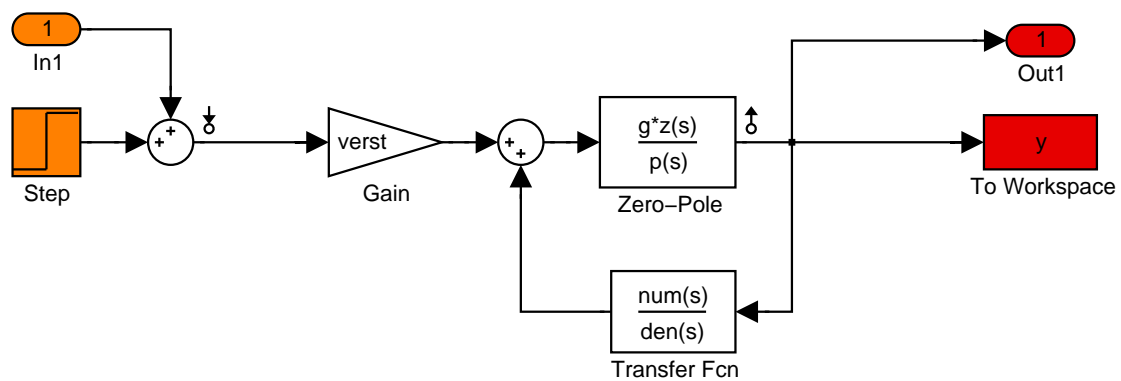 1
In1
1
Out1
Step
+
+
verst
Gain
+
+
g*z(s)
p(s)
Zero−Pole
y
To Workspace
num(s)
den(s)
Transfer Fcn